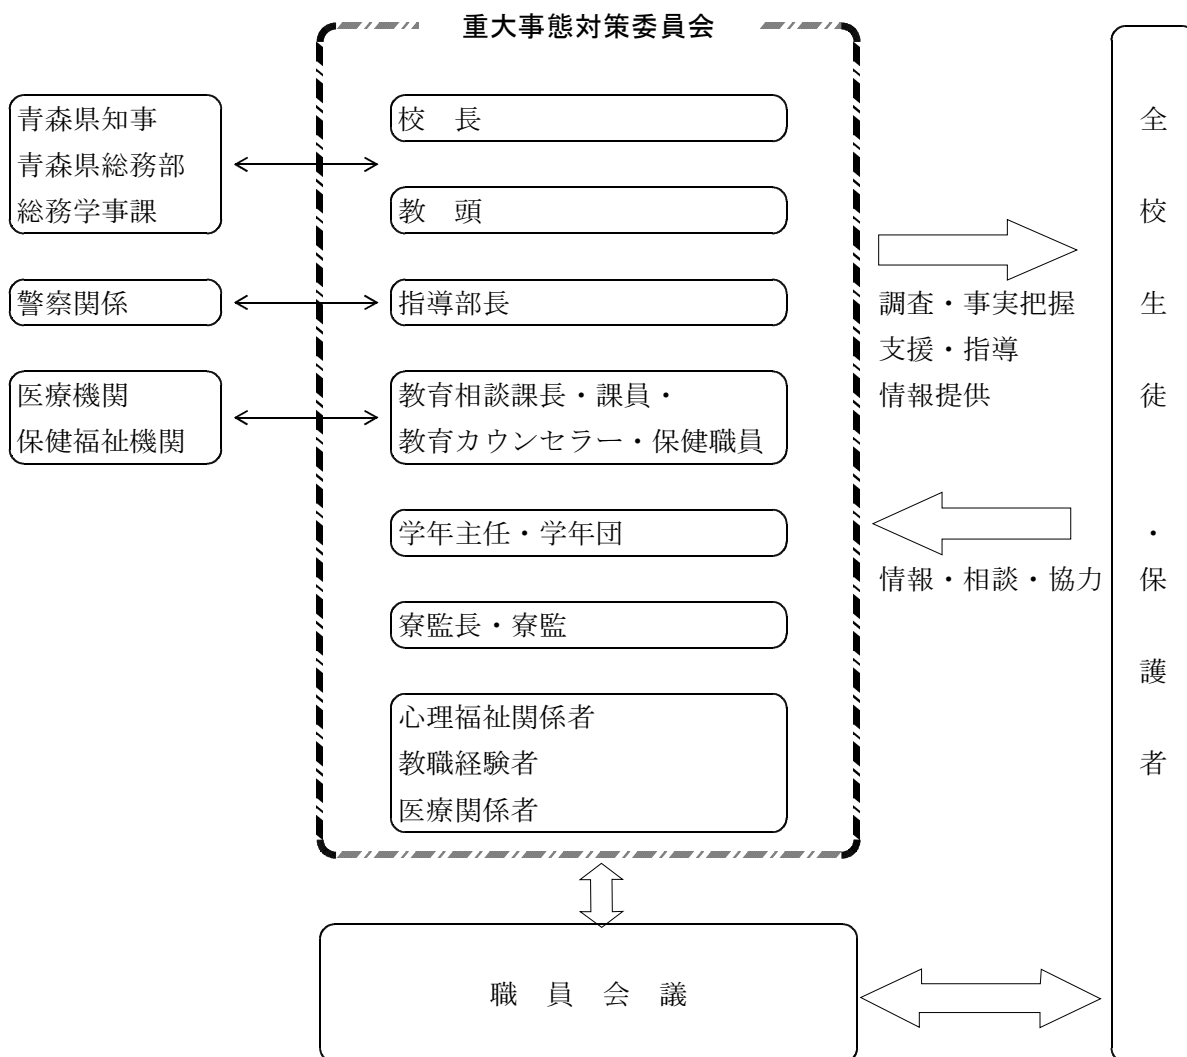 重大事態対策委員会
青森県知事
青森県総務部
総務学事課
警察関係
医療機関
保健福祉機関
校　長
教　頭
指導部長
教育相談課長・課員・
教育カウンセラー・保健職員
学年主任・学年団
寮監長・寮監
心理福祉関係者
教職経験者
医療関係者
調査・事実把握
支援・指導
情報提供
情報・相談・協力
全校生徒・保護者
職　員　会　議